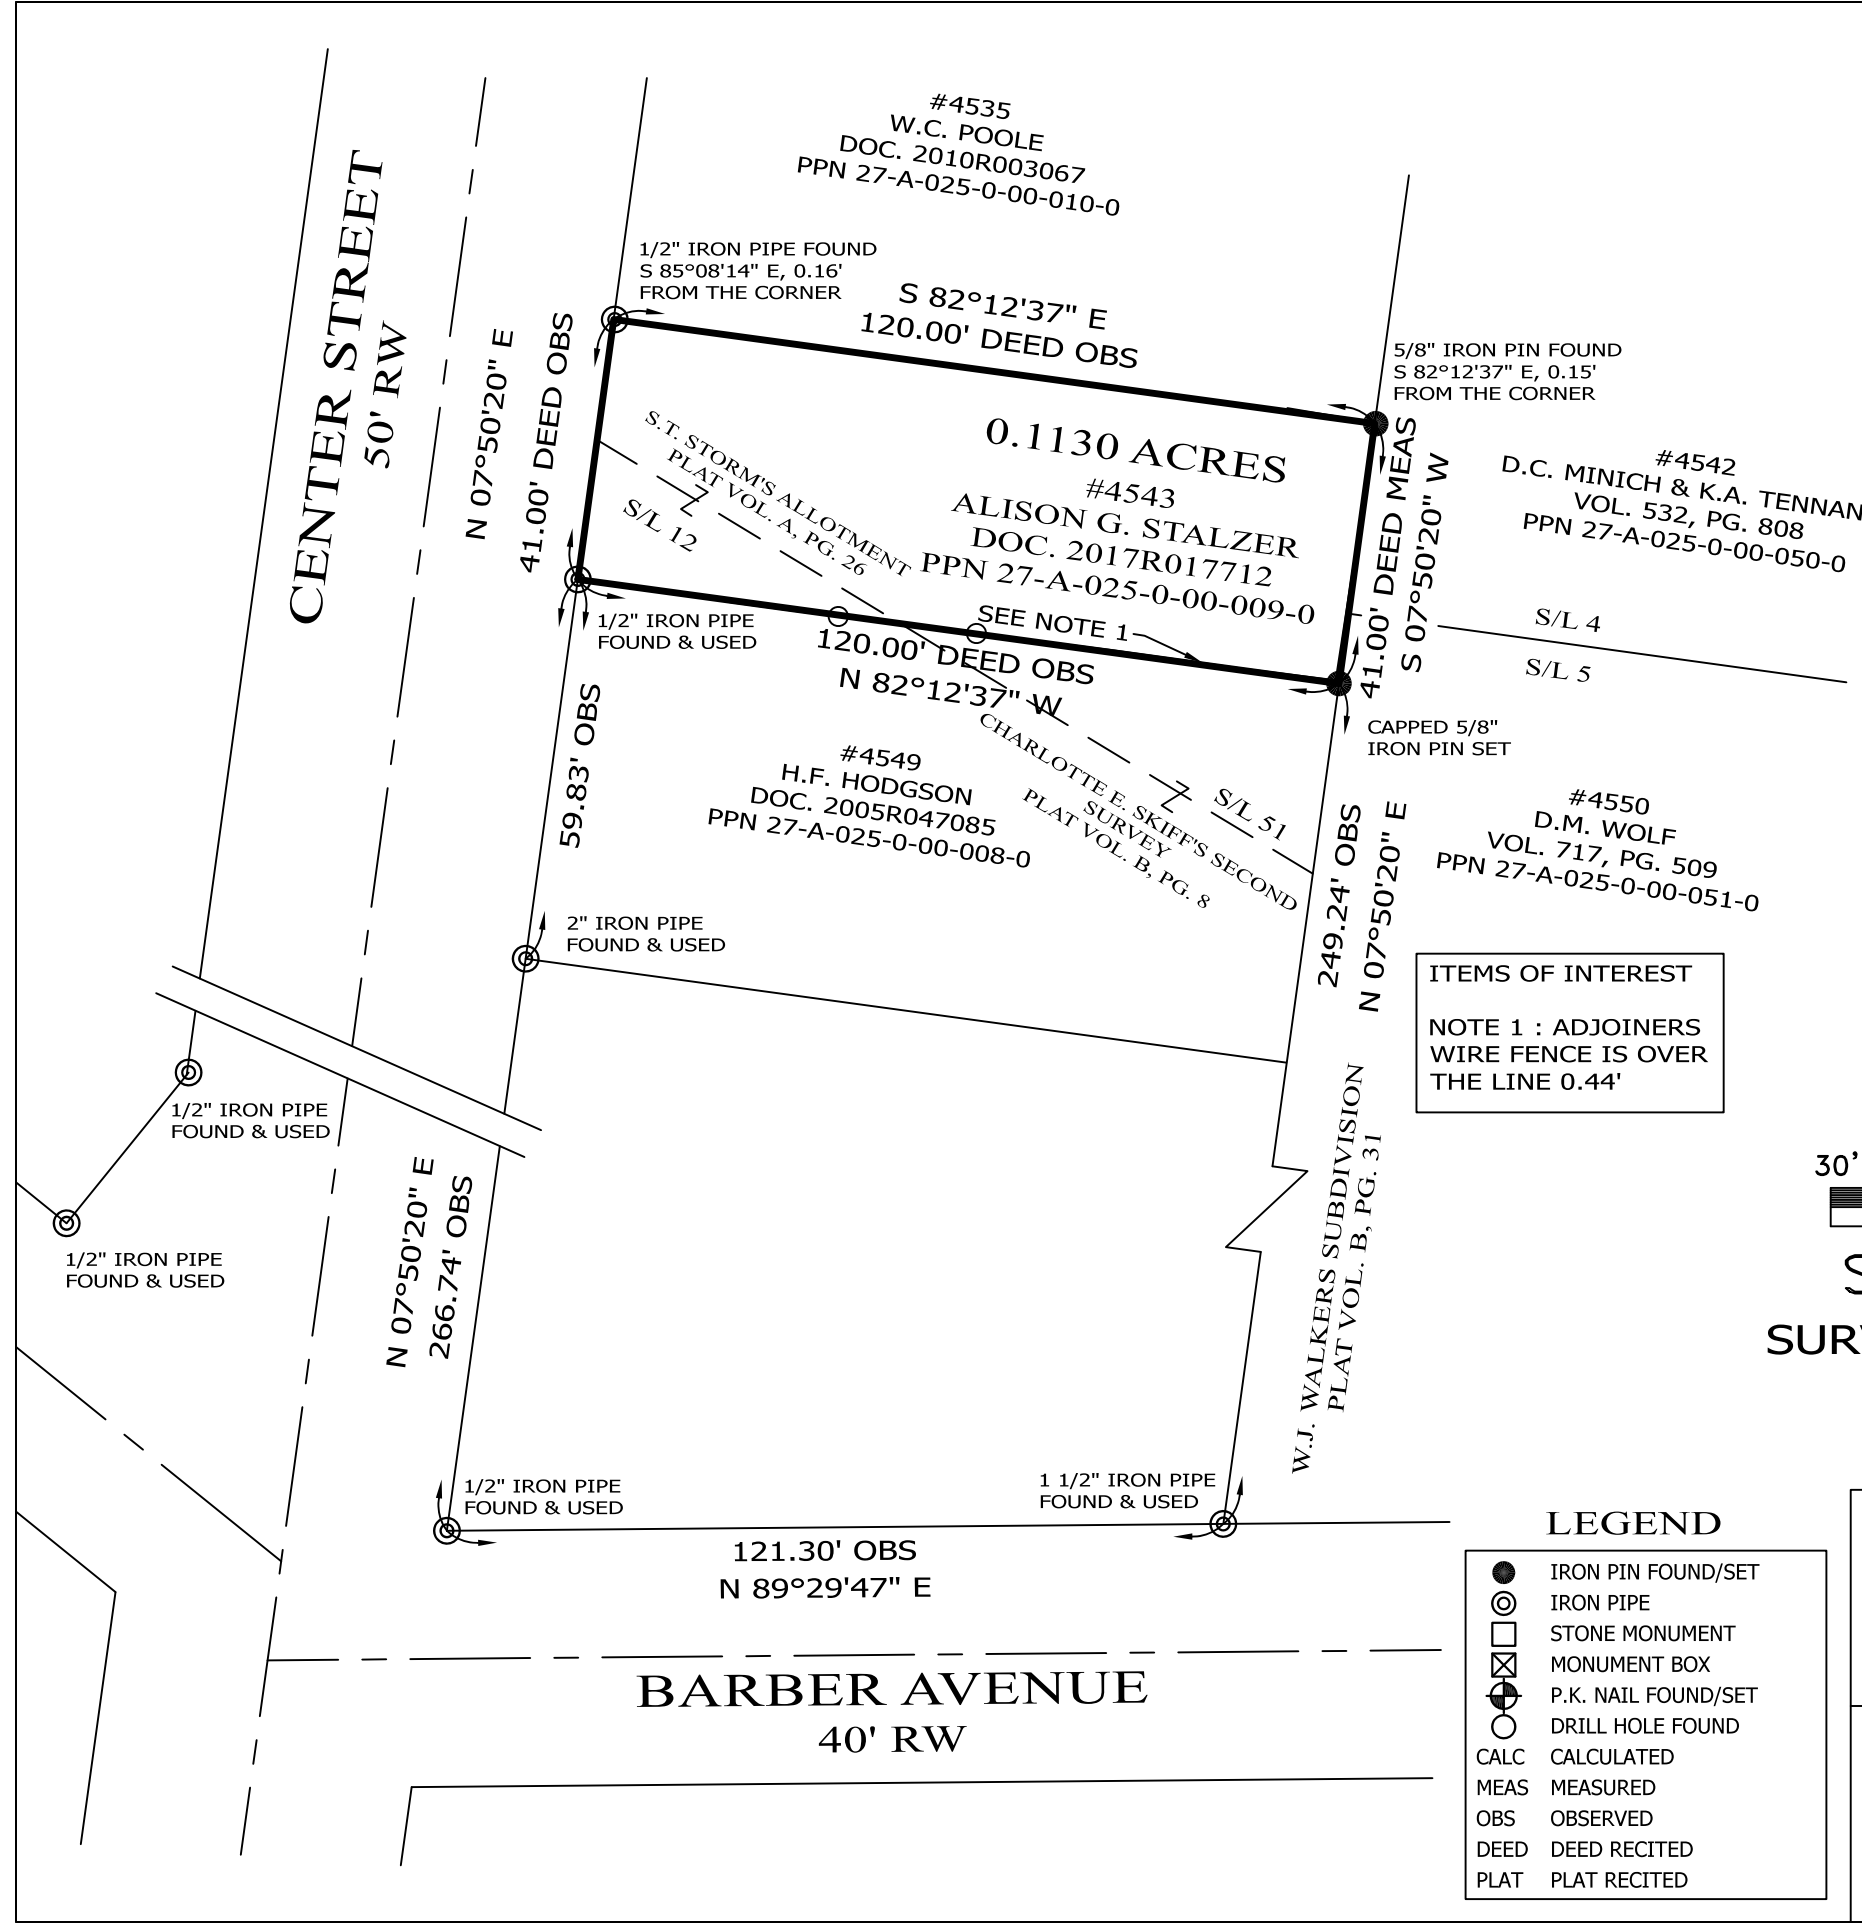 #4535
W.C. POOLE
DOC. 2010R003067
PPN 27-A-025-0-00-010-0
CENTER STREET
50' RW
1/2" IRON PIPE FOUND
S 85°08'14" E, 0.16'
FROM THE CORNER
S 82°12'37" E
120.00' DEED OBS
N 07°50'20" E
41.00' DEED OBS
5/8" IRON PIN FOUND
S 82°12'37" E, 0.15'
FROM THE CORNER
0.1130 ACRES
#4543
ALISON G. STALZER
DOC. 2017R017712
PPN 27-A-025-0-00-009-0
S.T. STORM'S ALLOTMENT
PLAT VOL. A, PG. 26
S/L 12
41.00' DEED MEAS
S 07°50'20" W
#4542
D.C. MINICH & K.A. TENNAN
VOL. 532, PG. 808
PPN 27-A-025-0-00-050-0
S/L 4
S/L 5
1/2" IRON PIPE
FOUND & USED
SEE NOTE 1
120.00' DEED OBS
N 82°12'37" W
CAPPED 5/8"
IRON PIN SET
59.83' OBS
#4549
H.F. HODGSON
DOC. 2005R047085
PPN 27-A-025-0-00-008-0
S/L 51
CHARLOTTE E. SKIFF'S SECOND
SURVEY
PLAT VOL. B, PG. 8
#4550
D.M. WOLF
VOL. 717, PG. 509
PPN 27-A-025-0-00-051-0
249.24' OBS
N 07°50'20" E
2" IRON PIPE
FOUND & USED
ITEMS OF INTEREST
NOTE 1 : ADJOINERS
WIRE FENCE IS OVER
THE LINE 0.44'
1/2" IRON PIPE
FOUND & USED
1/2" IRON PIPE
FOUND & USED
N 07°50'20" E
266.74' OBS
W.J. WALKERS SUBDIVISION
PLAT VOL. B, PG. 31
30'
SURV
1/2" IRON PIPE
FOUND & USED
1 1/2" IRON PIPE
FOUND & USED
121.30' OBS
N 89°29'47" E
BARBER AVENUE
40' RW
LEGEND
IRON PIN FOUND/SET
IRON PIPE
STONE MONUMENT
MONUMENT BOX
P.K. NAIL FOUND/SET
DRILL HOLE FOUND
CALC CALCULATED
MEAS MEASURED
OBS OBSERVED
DEED DEED RECITED
PLAT PLAT RECITED